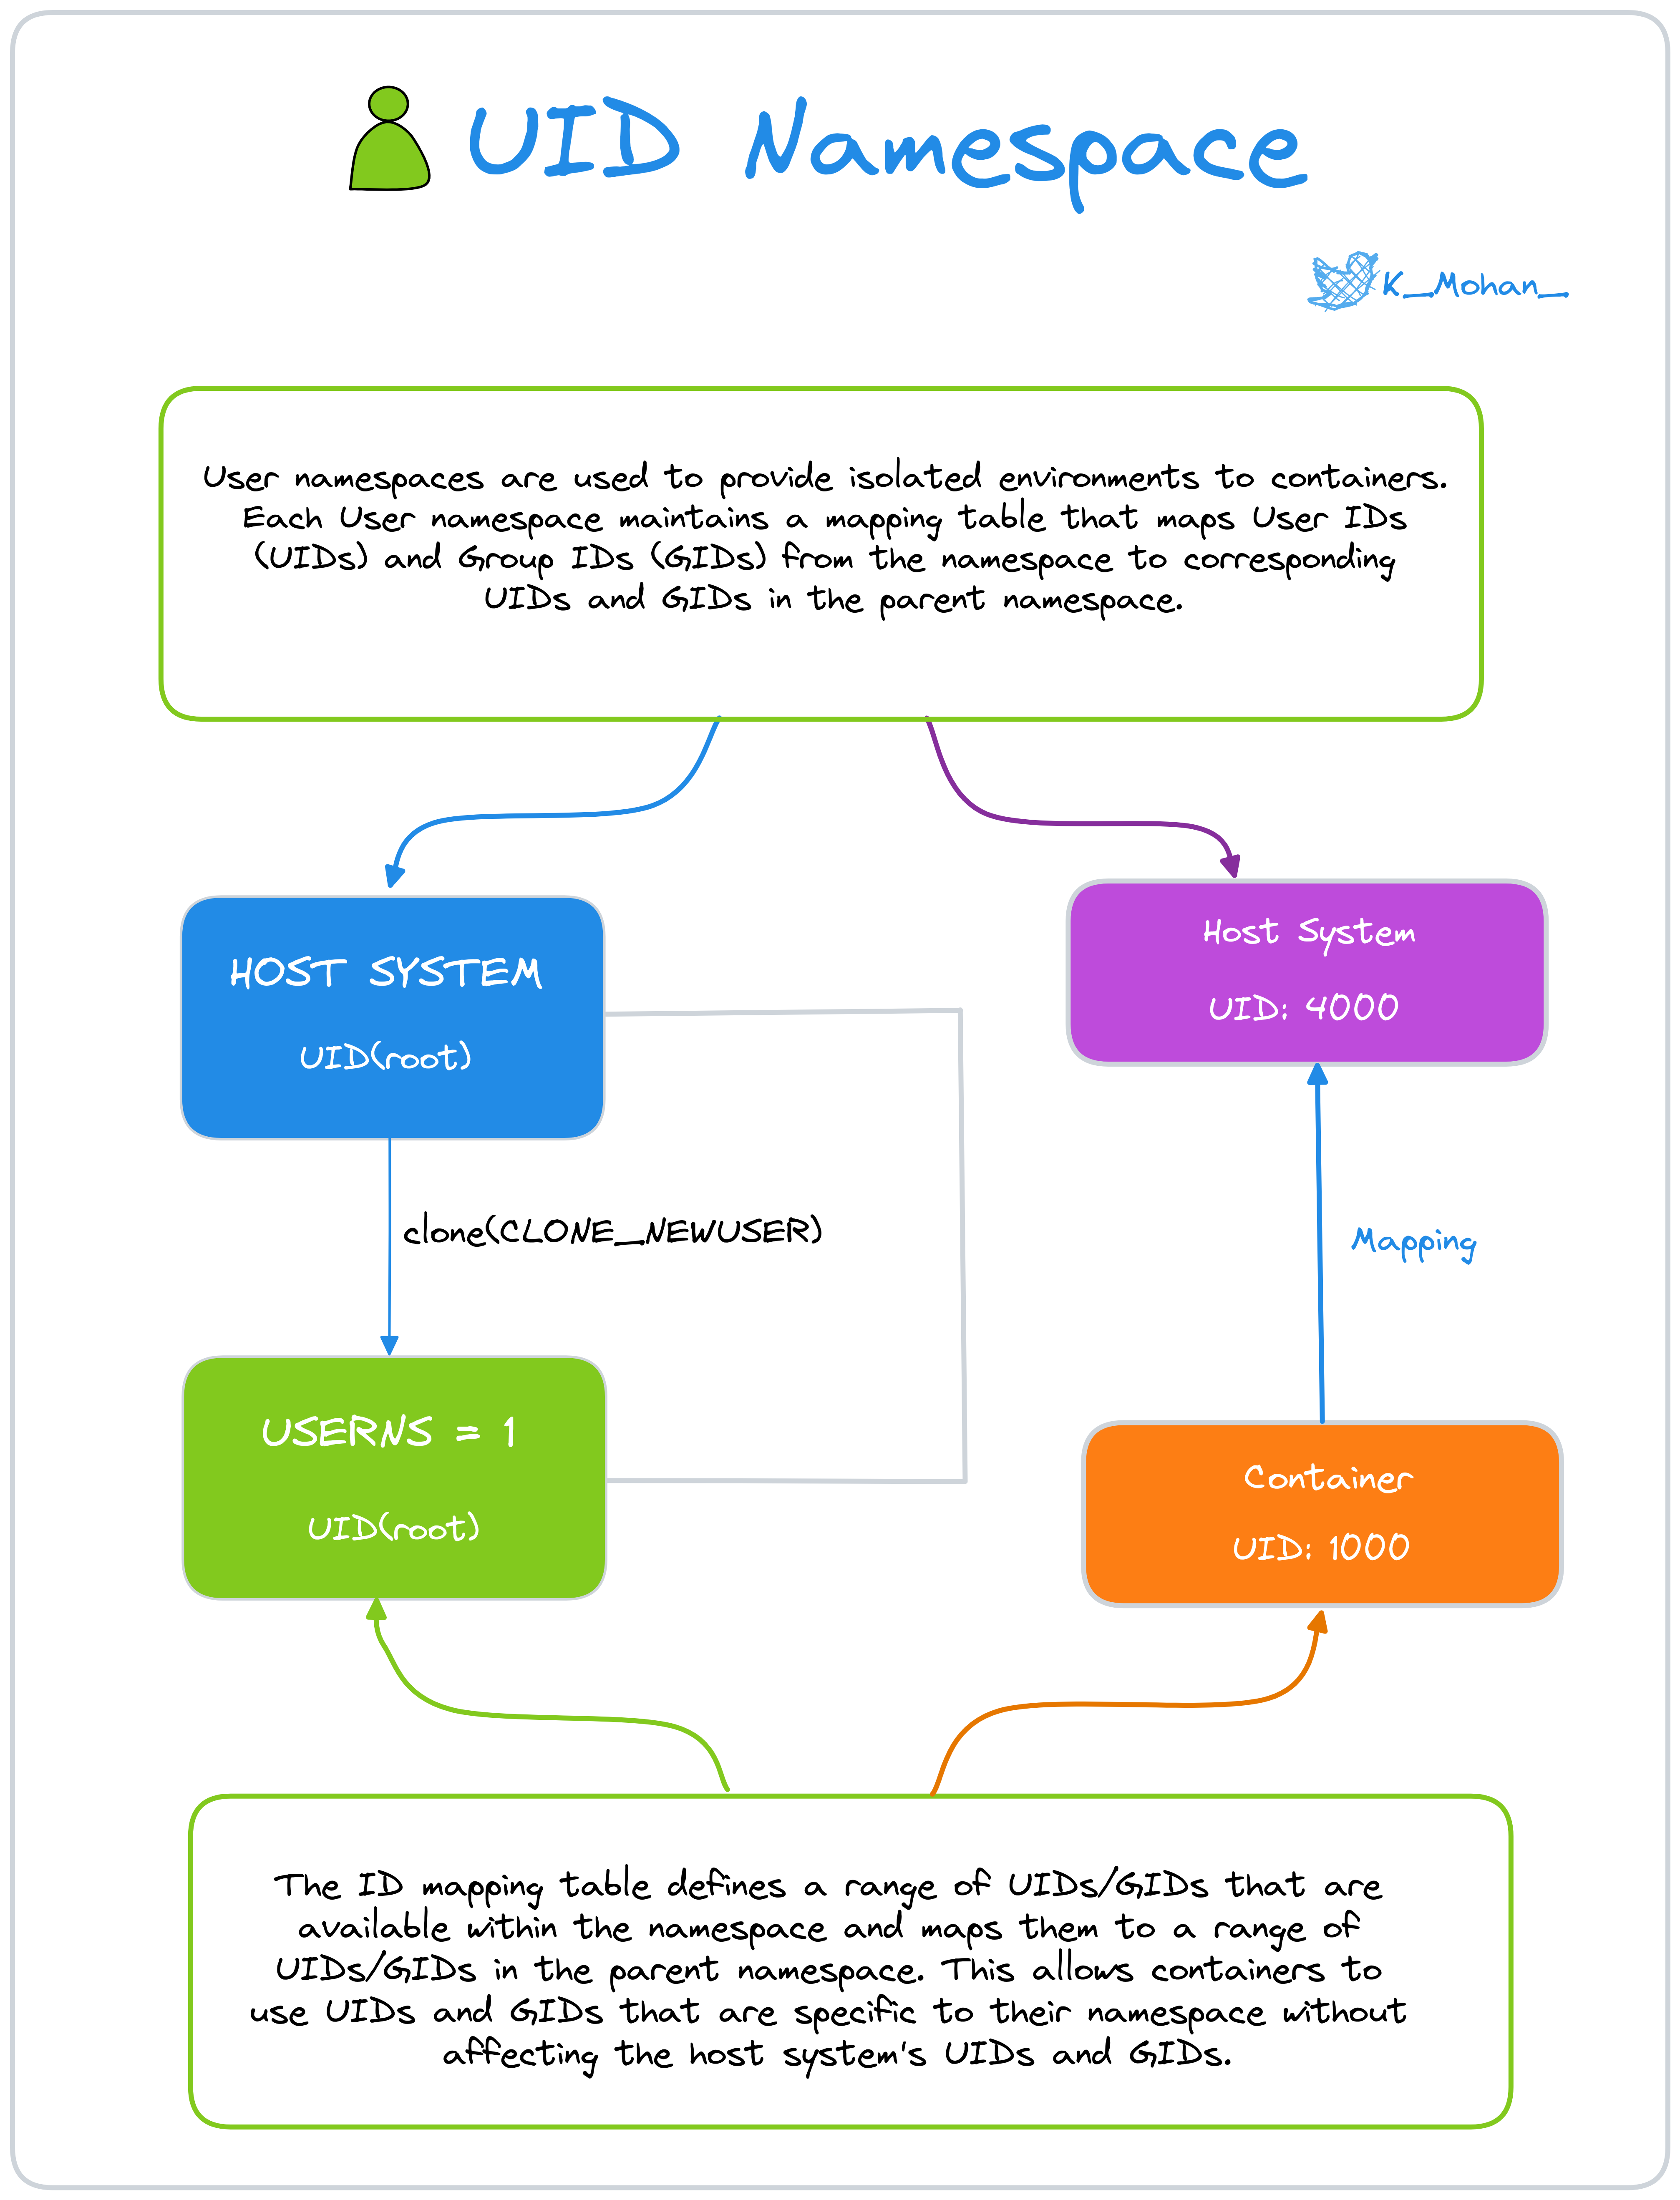 UID Namespace
K_Mohan_
User namespaces are used to provide isolated environments to containers.
Each User namespace maintains a mapping table that maps User IDs
(UIDs) and Group IDs (GIDs) from the namespace to corresponding
UIDs and GIDs in the parent namespace.
HOST SYSTEM
UID(root)
Host System
UID: 4000
clone(CLONE_NEWUSER)
Mapping
USERNS = 1
UID(root)
Container
UID: 1000
The ID mapping table defines a range of UIDs/GIDs that are
available within the namespace and maps them to a range of
UIDs/GIDs in the parent namespace. This allows containers to
use UIDs and GIDs that are specific to their namespace without
affecting the host system's UIDs and GIDs.